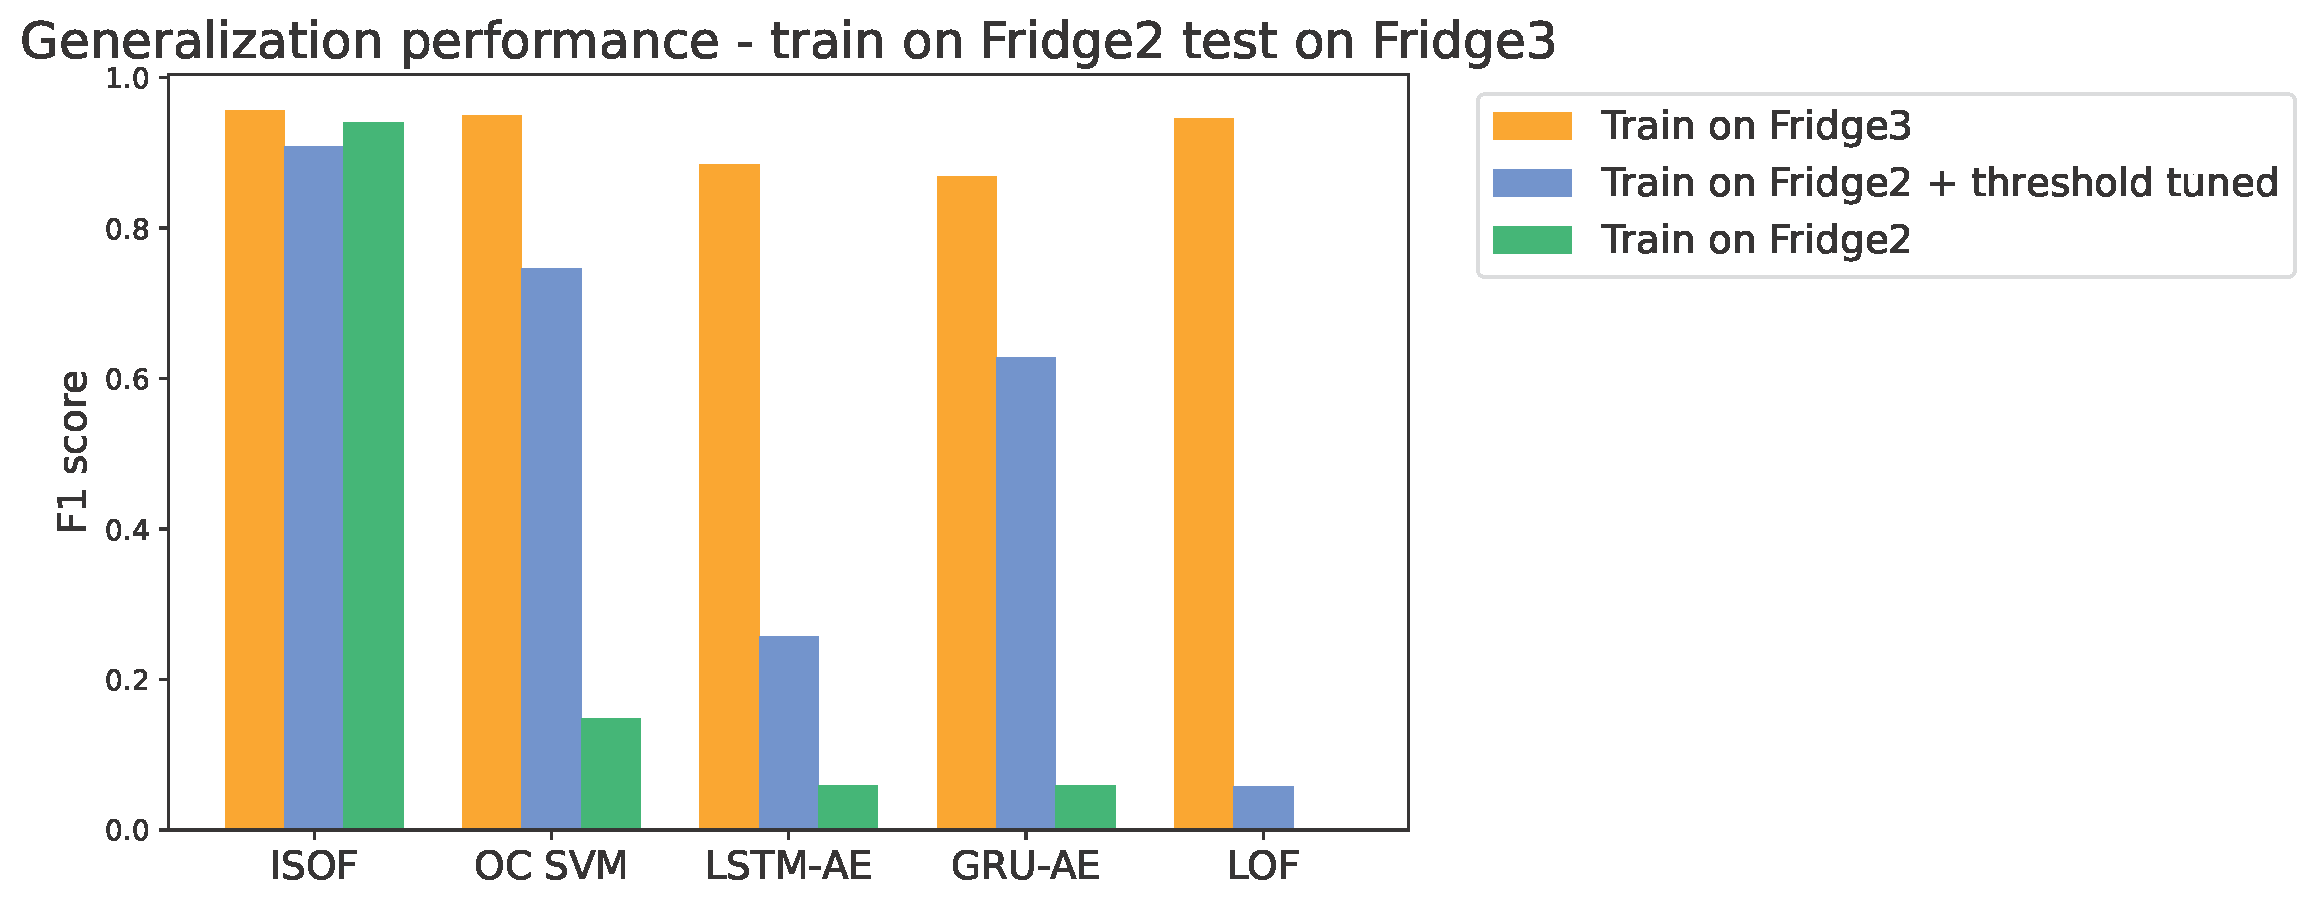 Generalization performance - train on Fridge2 test on Fridge3
1.0
0.8
0.6
0.4
0.2
0.0
F1 score
ISOF
OC SVM
LSTM-AE
GRU-AE
LOF
Train on Fridge3
Train on Fridge2 + threshold tuned
Train on Fridge2